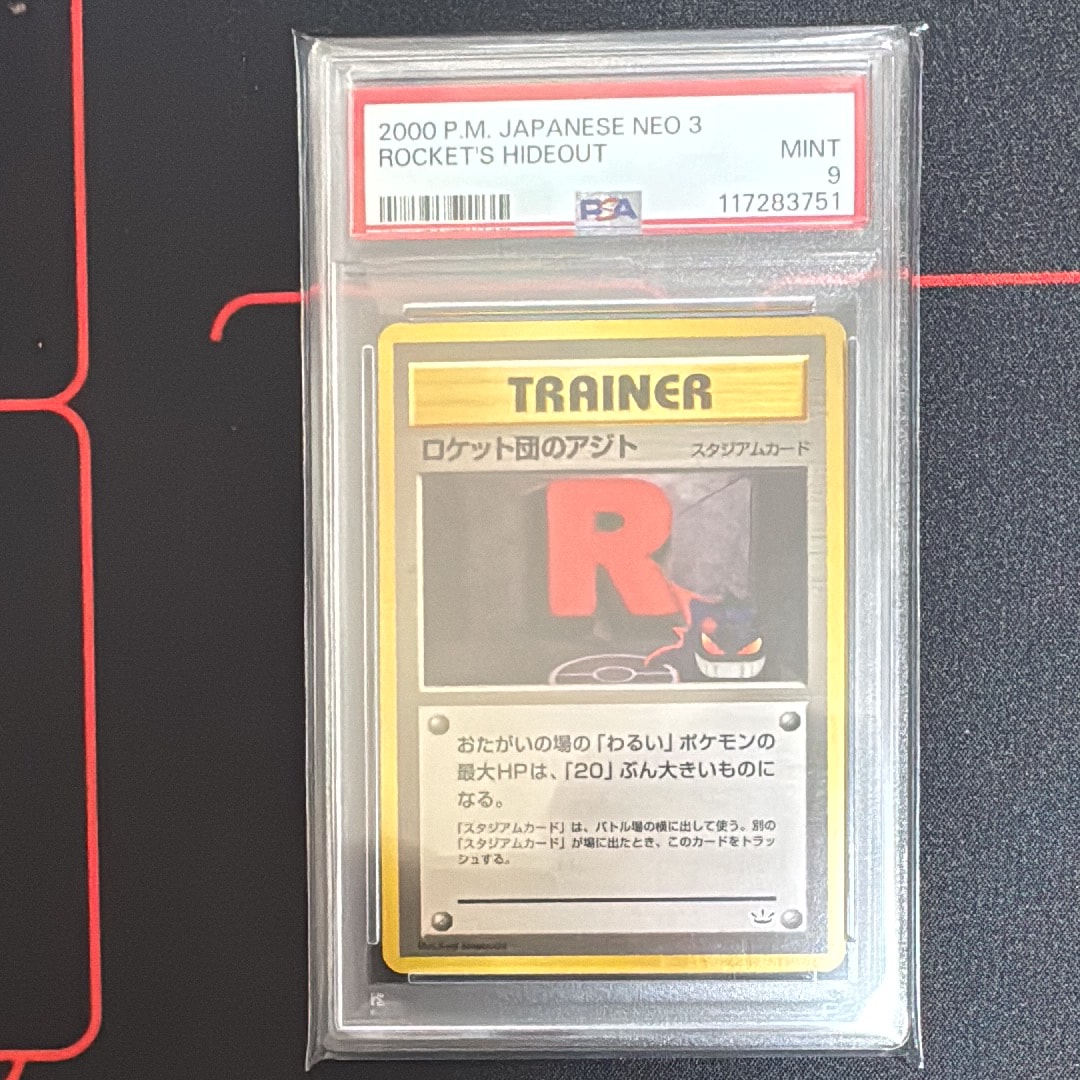 2000 P.M. JAPANESE NEO 3
ROCKET'S HIDEOUT
MINT
9
PSA
117283751
TRAINER
ロケット団のアジト
スタジアムカード
R
おたがいの場の「わるい」ポケモンの
最大HPは、「20」ぶん大きいものに
なる。
「スタジアムカード」は、バトル場の横に出して使う。別の
「スタジアムカード」が場に出たとき、このカードをトラッ
シュする。